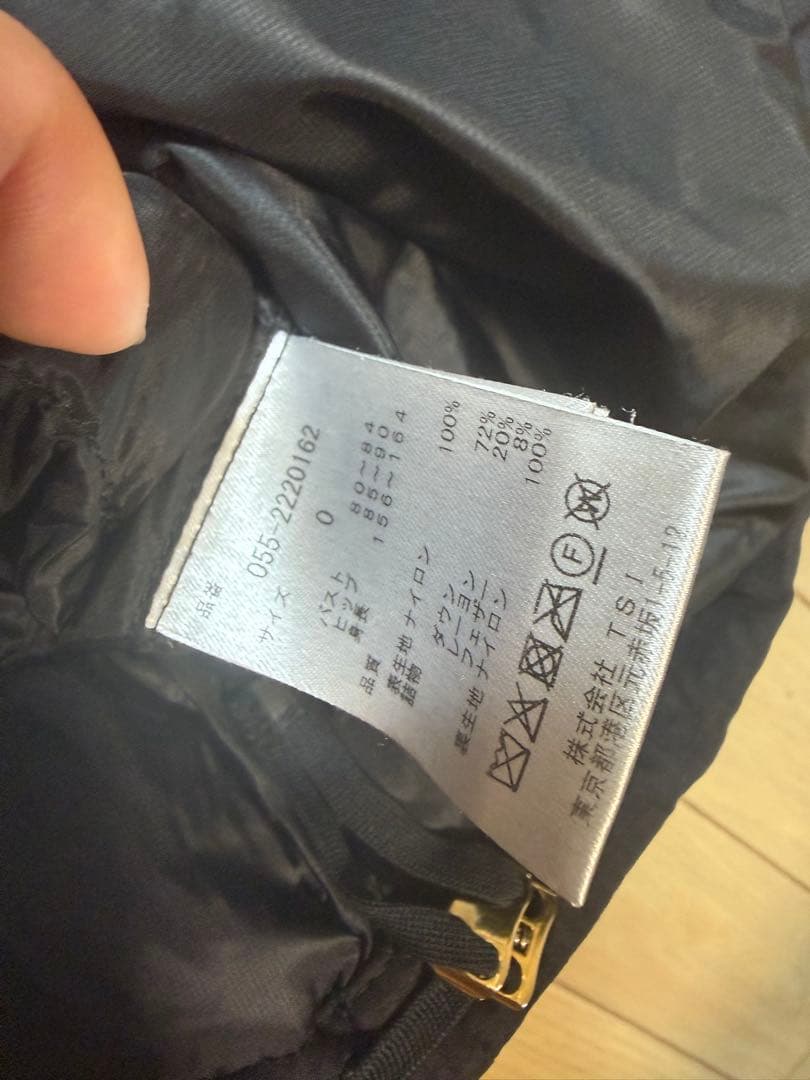 品番
055-2220162
サイズ 0
バスト 80~84
ヒップ 85~90
身長 156~164
品質
表生地 ナイロン 100%
詰物 ダウン 72%
レーヨン 20%
フェザー 8%
裏生地 ナイロン 100%
F
W
株式会社 TSI
東京都港区元赤坂1-5-12